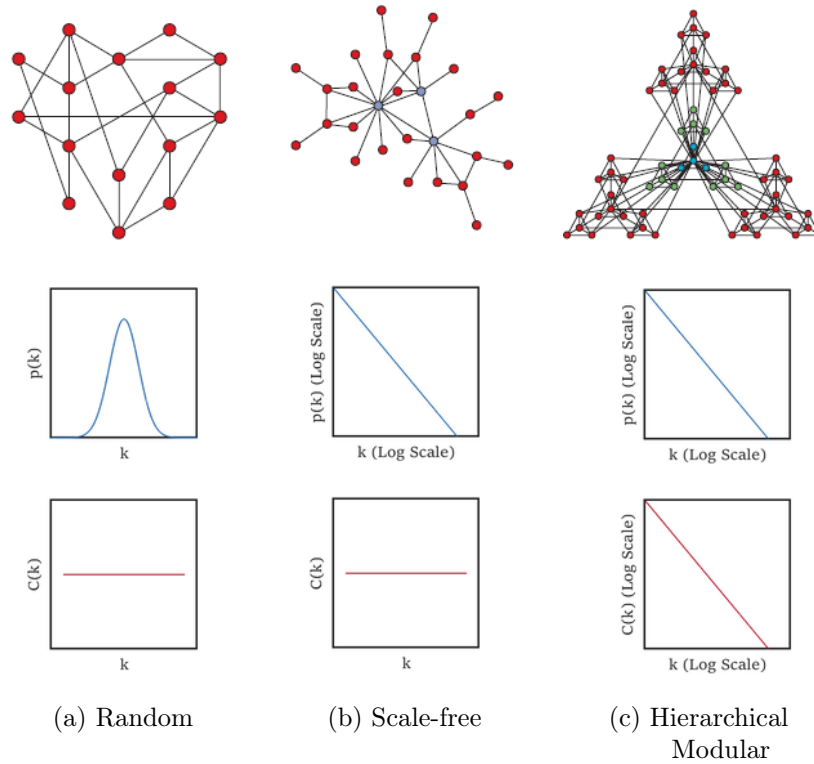 p(k)
k
p(k) (Log Scale)
k (Log Scale)
p(k) (Log Scale)
k (Log Scale)
C(k)
k
C(k)
k
C(k) (Log Scale)
k (Log Scale)
(a) Random
(b) Scale-free
(c) Hierarchical
Modular